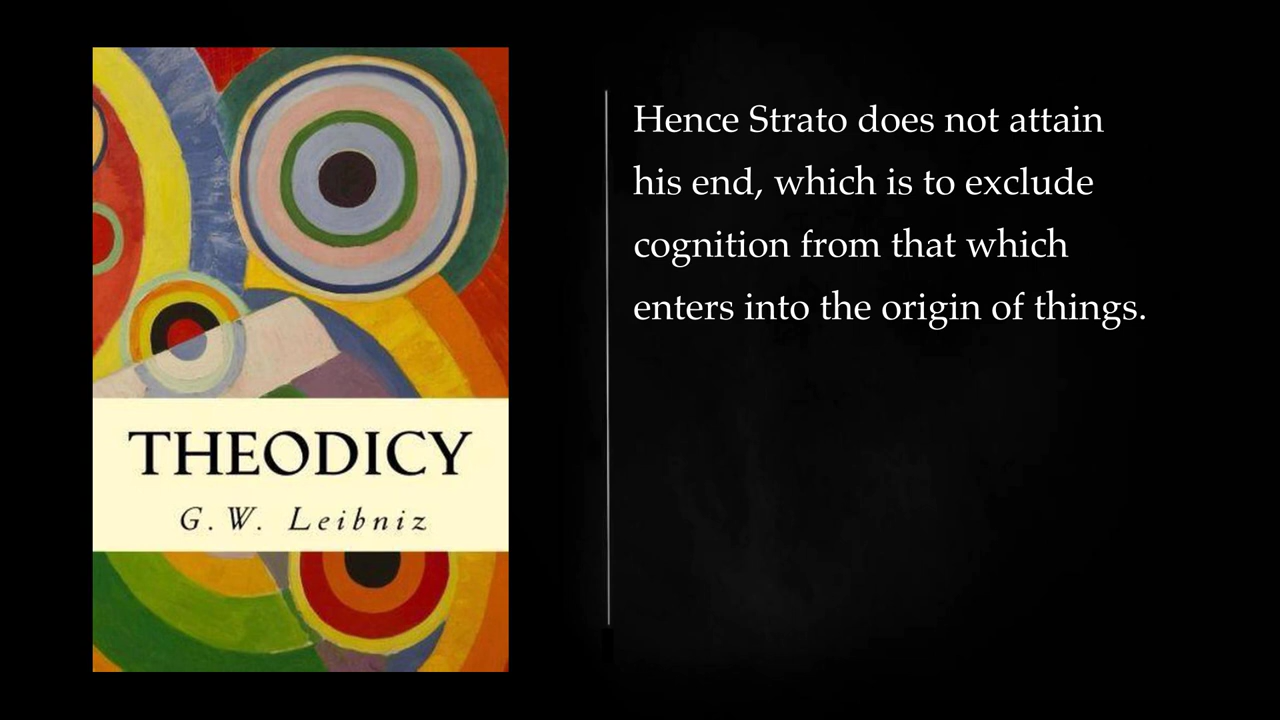 THEODICY
G. W. Leibniz
Hence Strato does not attain
his end, which is to exclude
cognition from that which
enters into the origin of things.